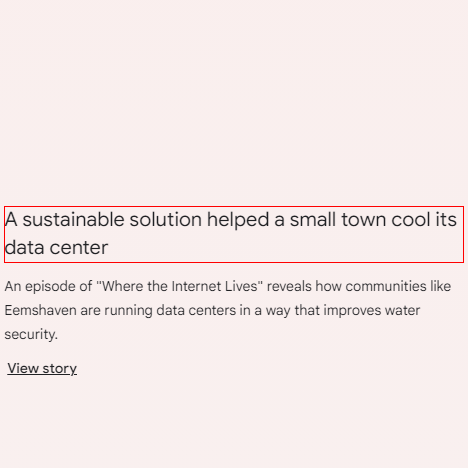 A sustainable solution helped a small town cool its
data center
An episode of "Where the Internet Lives" reveals how communities like
Eemshaven are running data centers in a way that improves water
security.
View story